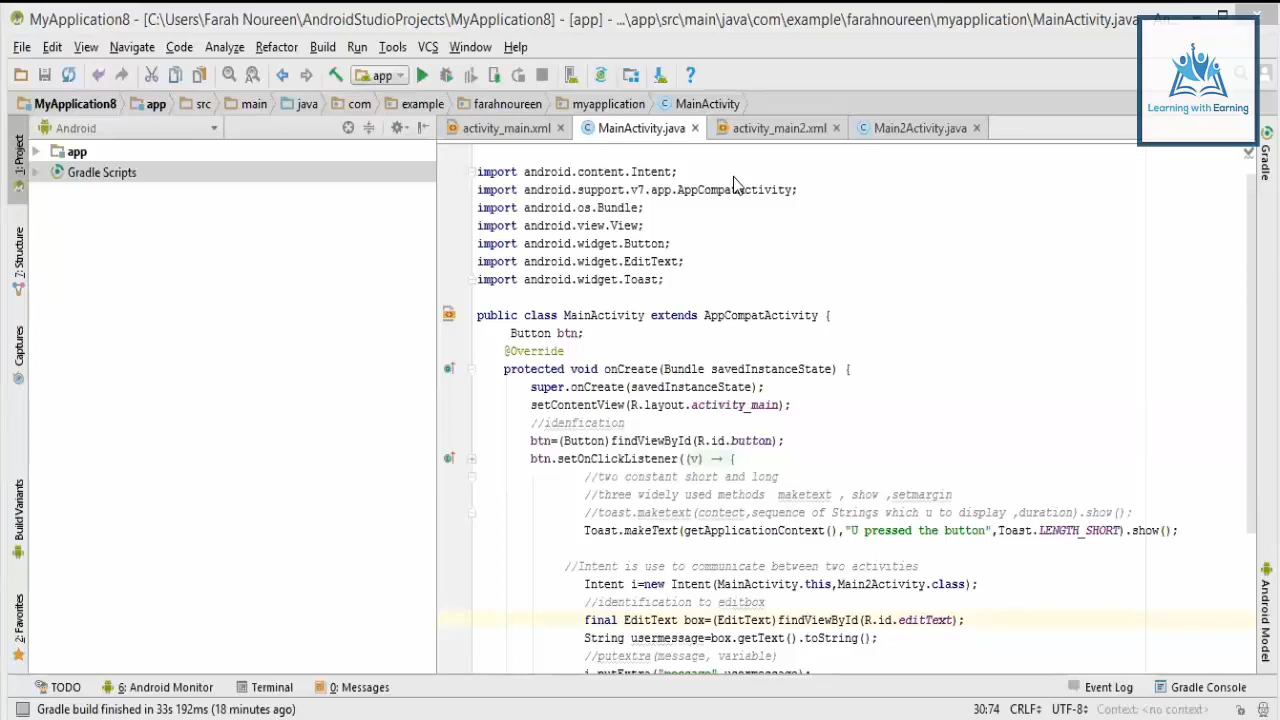 MyApplication8 - [C:\Users\Farah Noureen\AndroidStudioProjects\MyApplication8] - [app] - ...\app\src\main\java\com\example\farahnoureen\myapplication\MainActivity.java
File Edit View Navigate Code Analyze Refactor Build Run Tools VCS Window Help
app
MyApplication8 app src main java com example farahnoureen myapplication MainActivity
Learning with Earning
Android
activity_main.xml MainActivity.java activity_main2.xml Main2Activity.java
1: Project
7: Structure
Captures
Build Variants
2: Favorites
app
Gradle Scripts
import android.content.Intent;
import android.support.v7.app.AppCompatActivity;
import android.os.Bundle;
import android.view.View;
import android.widget.Button;
import android.widget.EditText;
import android.widget.Toast;
public class MainActivity extends AppCompatActivity {
Button btn;
@Override
protected void onCreate(Bundle savedInstanceState) {
super.onCreate(savedInstanceState);
setContentView(R.layout.activity_main);
//idenfication
btn=(Button)findViewById(R.id.button);
btn.setOnClickListener((v) → {
//two constant short and long
//three widely used methods maketext , show ,setmargin
//toast.maketext(contect,sequence of Strings which u to display ,duration).show();
Toast.makeText(getApplicationContext(),"U pressed the button",Toast.LENGTH_SHORT).show();
//Intent is use to communicate between two activities
Intent i=new Intent(MainActivity.this,Main2Activity.class);
//identification to editbox
final EditText box=(EditText)findViewById(R.id.editText);
String usermessage=box.getText().toString();
//putextra(message, variable)
i.putExtra("message",usermessage);
Gradle
Android Model
TODO 6: Android Monitor Terminal 0: Messages Event Log Gradle Console
Gradle build finished in 33s 192ms (18 minutes ago) 30:74 CRLF UTF-8 Context: <no context>